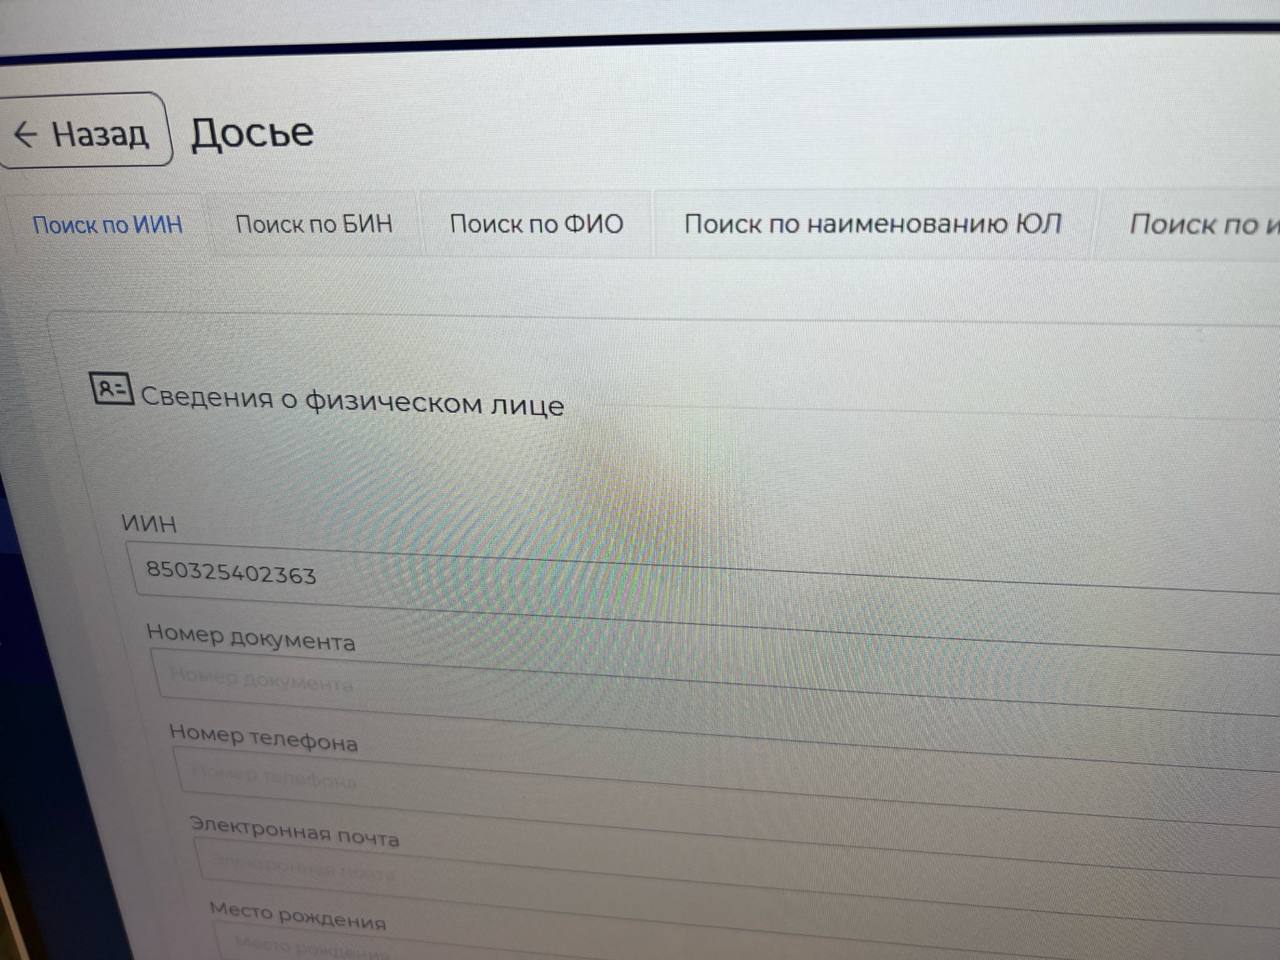 ← Назад Досье
Поиск по ИИН Поиск по БИН Поиск по ФИО Поиск по наименованию ЮЛ Поиск по и
Сведения о физическом лице
ИИН
850325402363
Номер документа
Номер документа
Номер телефона
Номер телефона
Электронная почта
Электронная почта
Место рождения
Место рождения